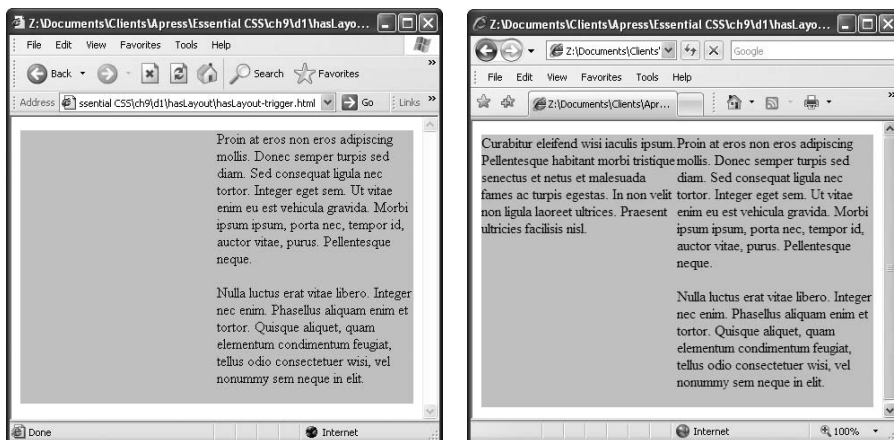 Z:\Documents\Clients\Apress\Essential CSS\ch9\d1\hasLayo...
File Edit View Favorites Tools Help
Back Search Favorites
Address ssential CSS\ch9\d1\hasLayout\hasLayout-trigger.html Go Links
Proin at eros non eros adipiscing
mollis. Donec semper turpis sed
diam. Sed consequat ligula nec
tortor. Integer eget sem. Ut vitae
enim eu est vehicula gravida. Morbi
ipsum ipsum, porta nec, tempor id,
auctor vitae, purus. Pellentesque
neque.
Nulla luctus erat vitae libero. Integer
nec enim. Phasellus aliquam enim et
tortor. Quisque aliquet, quam
elementum condimentum feugiat,
tellus odio consectetuer wisi, vel
nonummy sem neque in elit.
Done Internet
Z:\Documents\Clients\Apress\Essential CSS\ch9\d1\hasLayo...
Z:\Documents\Clients' Google
File Edit View Favorites Tools Help
Z:\Documents\Clients\Apr...
Curabitur eleifend wisi iaculis ipsum.
Pellentesque habitant morbi tristique
senectus et netus et malesuada
fames ac turpis egestas. In non velit
non ligula laoreet ultrices. Praesent
ultricies facilisis nisl.
Proin at eros non eros adipiscing
mollis. Donec semper turpis sed
diam. Sed consequat ligula nec
tortor. Integer eget sem. Ut vitae
enim eu est vehicula gravida. Morbi
ipsum ipsum, porta nec, tempor id,
auctor vitae, purus. Pellentesque
neque.
Nulla luctus erat vitae libero. Integer
nec enim. Phasellus aliquam enim et
tortor. Quisque aliquet, quam
elementum condimentum feugiat,
tellus odio consectetuer wisi, vel
nonummy sem neque in elit.
Internet 100%